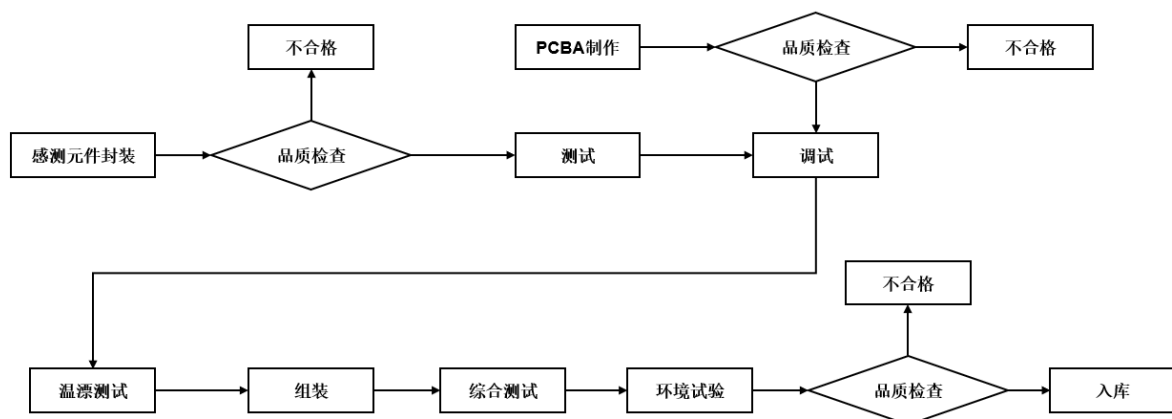 不合格
PCBA制作
品质检查
不合格
感测元件封装
品质检查
测试
调试
不合格
温漂测试
组装
综合测试
环境试验
品质检查
入库